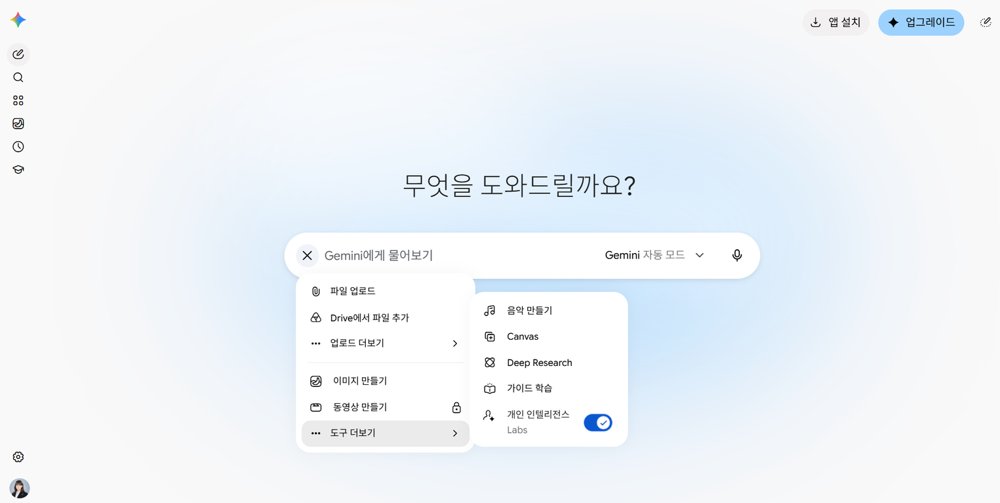 앱 설치
업그레이드
무엇을 도와드릴까요?
Gemini에게 물어보기
Gemini 자동 모드
파일 업로드
Drive에서 파일 추가
업로드 더보기
이미지 만들기
동영상 만들기
도구 더보기
음악 만들기
Canvas
Deep Research
가이드 학습
개인 인텔리전스
Labs